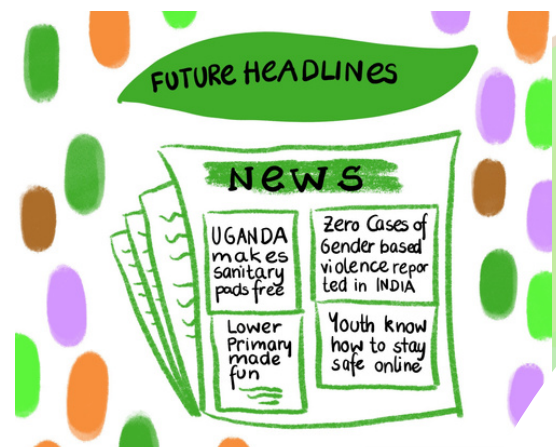 FUTURE HEADLINES
NEWS
UGANDA
makes
sanitary
pads free
Zero Cases of
Gender based
violence repor
ted in INDIA
Lower
Primary
made
fun
Youth know
how to stay
safe online